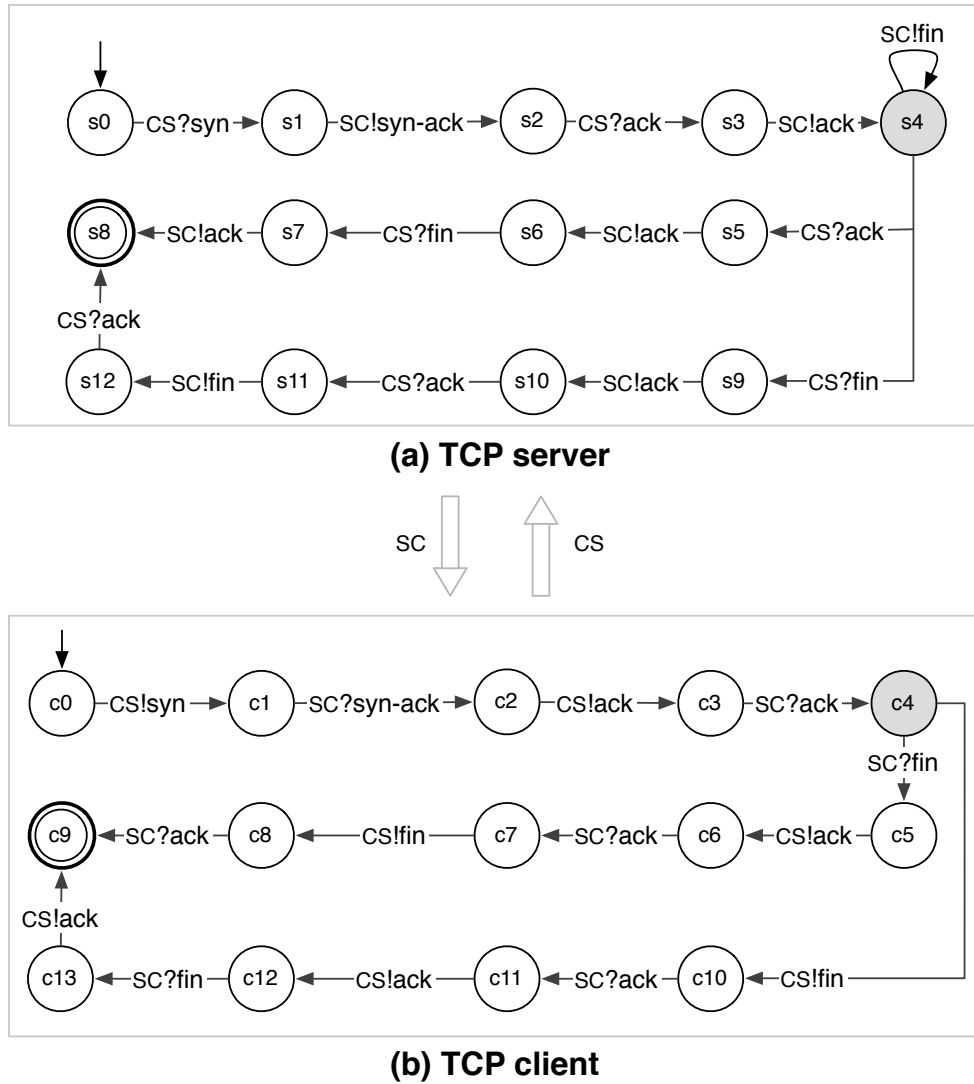 SC!fin
s0 CS?syn s1 SC!syn-ack s2 CS?ack s3 SC!ack s4
s8 SC!ack s7 CS?fin s6 SC!ack s5 CS?ack
CS?ack
s12 SC!fin s11 CS?ack s10 SC!ack s9 CS?fin
(a) TCP server
SC CS
c0 CS!syn c1 SC?syn-ack c2 CS!ack c3 SC?ack c4
SC?fin
c9 SC?ack c8 CS!fin c7 SC?ack c6 CS!ack c5
CS!ack
c13 SC?fin c12 CS!ack c11 SC?ack c10 CS!fin
(b) TCP client